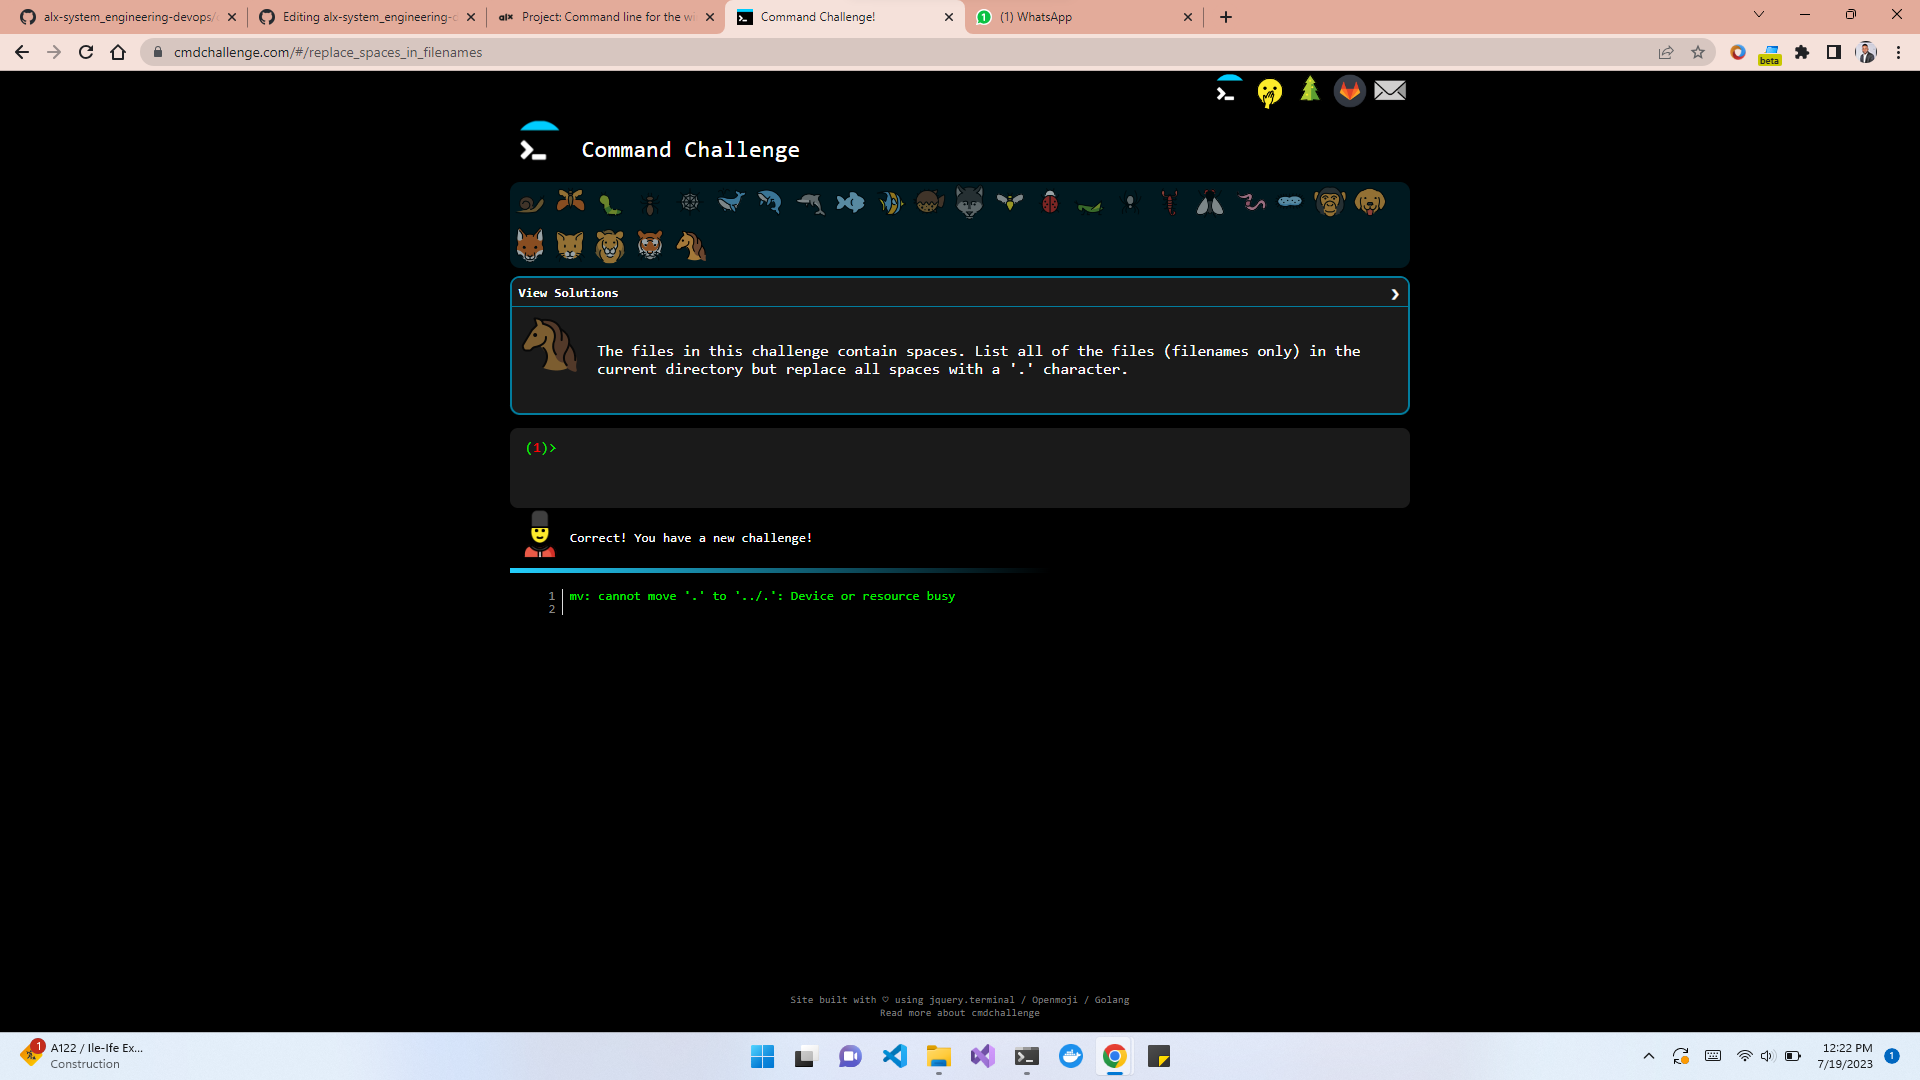 alx-system_engineering-devops/
Editing alx-system_engineering-
alx Project: Command line for the wi
Command Challenge!
1 (1) WhatsApp
cmdchallenge.com/#/replace_spaces_in_filenames
beta
Command Challenge
View Solutions
The files in this challenge contain spaces. List all of the files (filenames only) in the
current directory but replace all spaces with a '.' character.
(1)>
Correct! You have a new challenge!
1 mv: cannot move '.' to '../.': Device or resource busy
2
Site built with ♡ using jquery.terminal / Openmoji / Golang
Read more about cmdchallenge
1 A122 / Ile-Ife Ex...
Construction
12:22 PM
7/19/2023
1